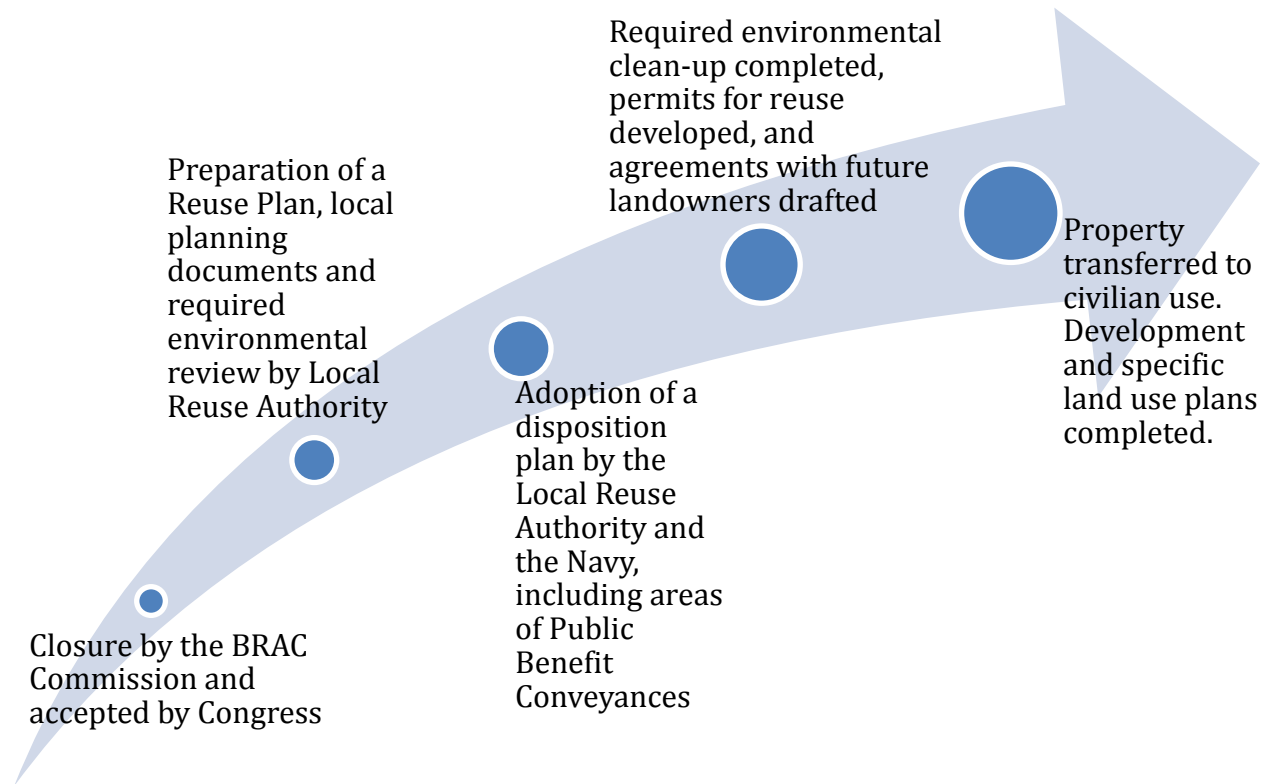 Closure by the BRAC
Commission and
accepted by Congress
Preparation of a
Reuse Plan, local
planning
documents and
required
environmental
review by Local
Reuse Authority
Adoption of a
disposition
plan by the
Local Reuse
Authority and
the Navy,
including areas
of Public
Benefit
Conveyances
Required environmental
clean-up completed,
permits for reuse
developed, and
agreements with future
landowners drafted
Property
transferred to
civilian use.
Development
and specific
land use plans
completed.